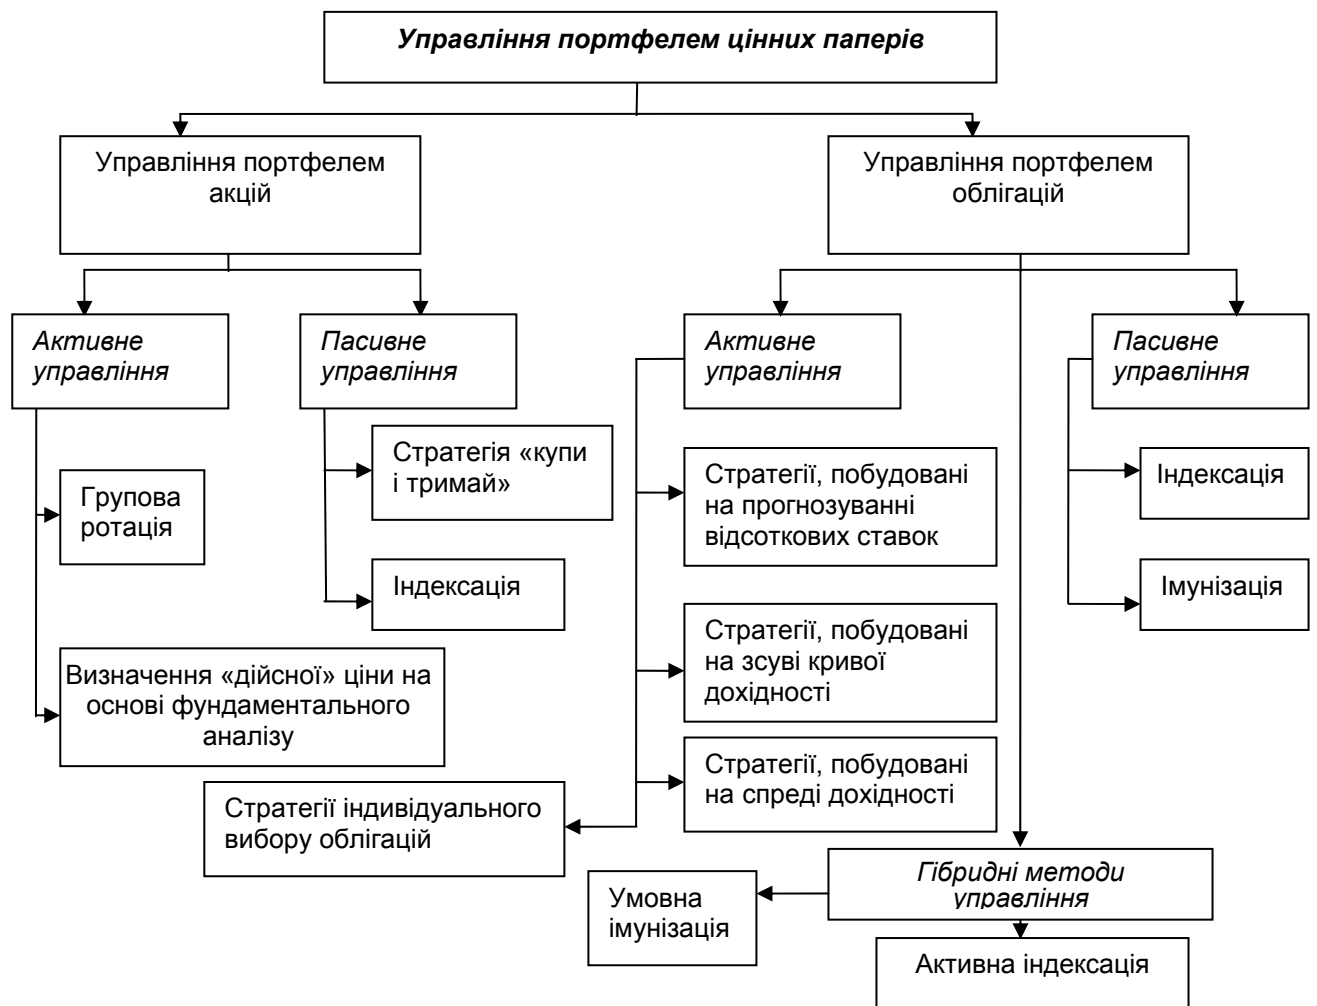 Управління портфелем цінних паперів
Управління портфелем
акцій
Управління портфелем
облігацій
Активне
управління
Пасивне
управління
Активне
управління
Пасивне
управління
Групова
ротація
Визначення «дійсної» ціни на
основі фундаментального
аналізу
Стратегія «купи
і тримай»
Індексація
Стратегії, побудовані
на прогнозуванні
відсоткових ставок
Стратегії, побудовані
на зсуві кривої
дохідності
Стратегії, побудовані
на спреді дохідності
Стратегії індивідуального
вибору облігацій
Індексація
Імунізація
Гібридні методи
управління
Умовна
імунізація
Активна індексація